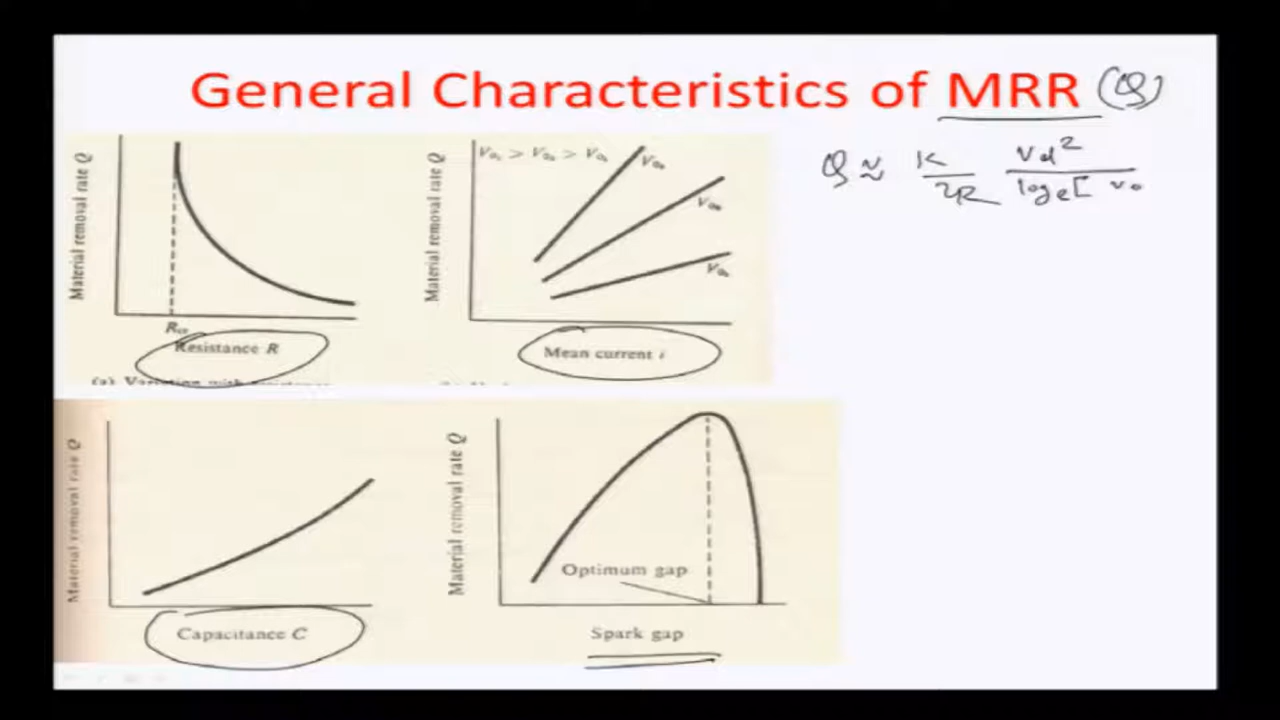 General Characteristics of MRR (Q)
Material removal rate Q
Rcr
Resistance R
Material removal rate Q
Mean current i
Q ≈ K/2R Vd²/loge[ V₀
Material removal rate Q
Capacitance C
Material removal rate Q
Optimum gap
Spark gap